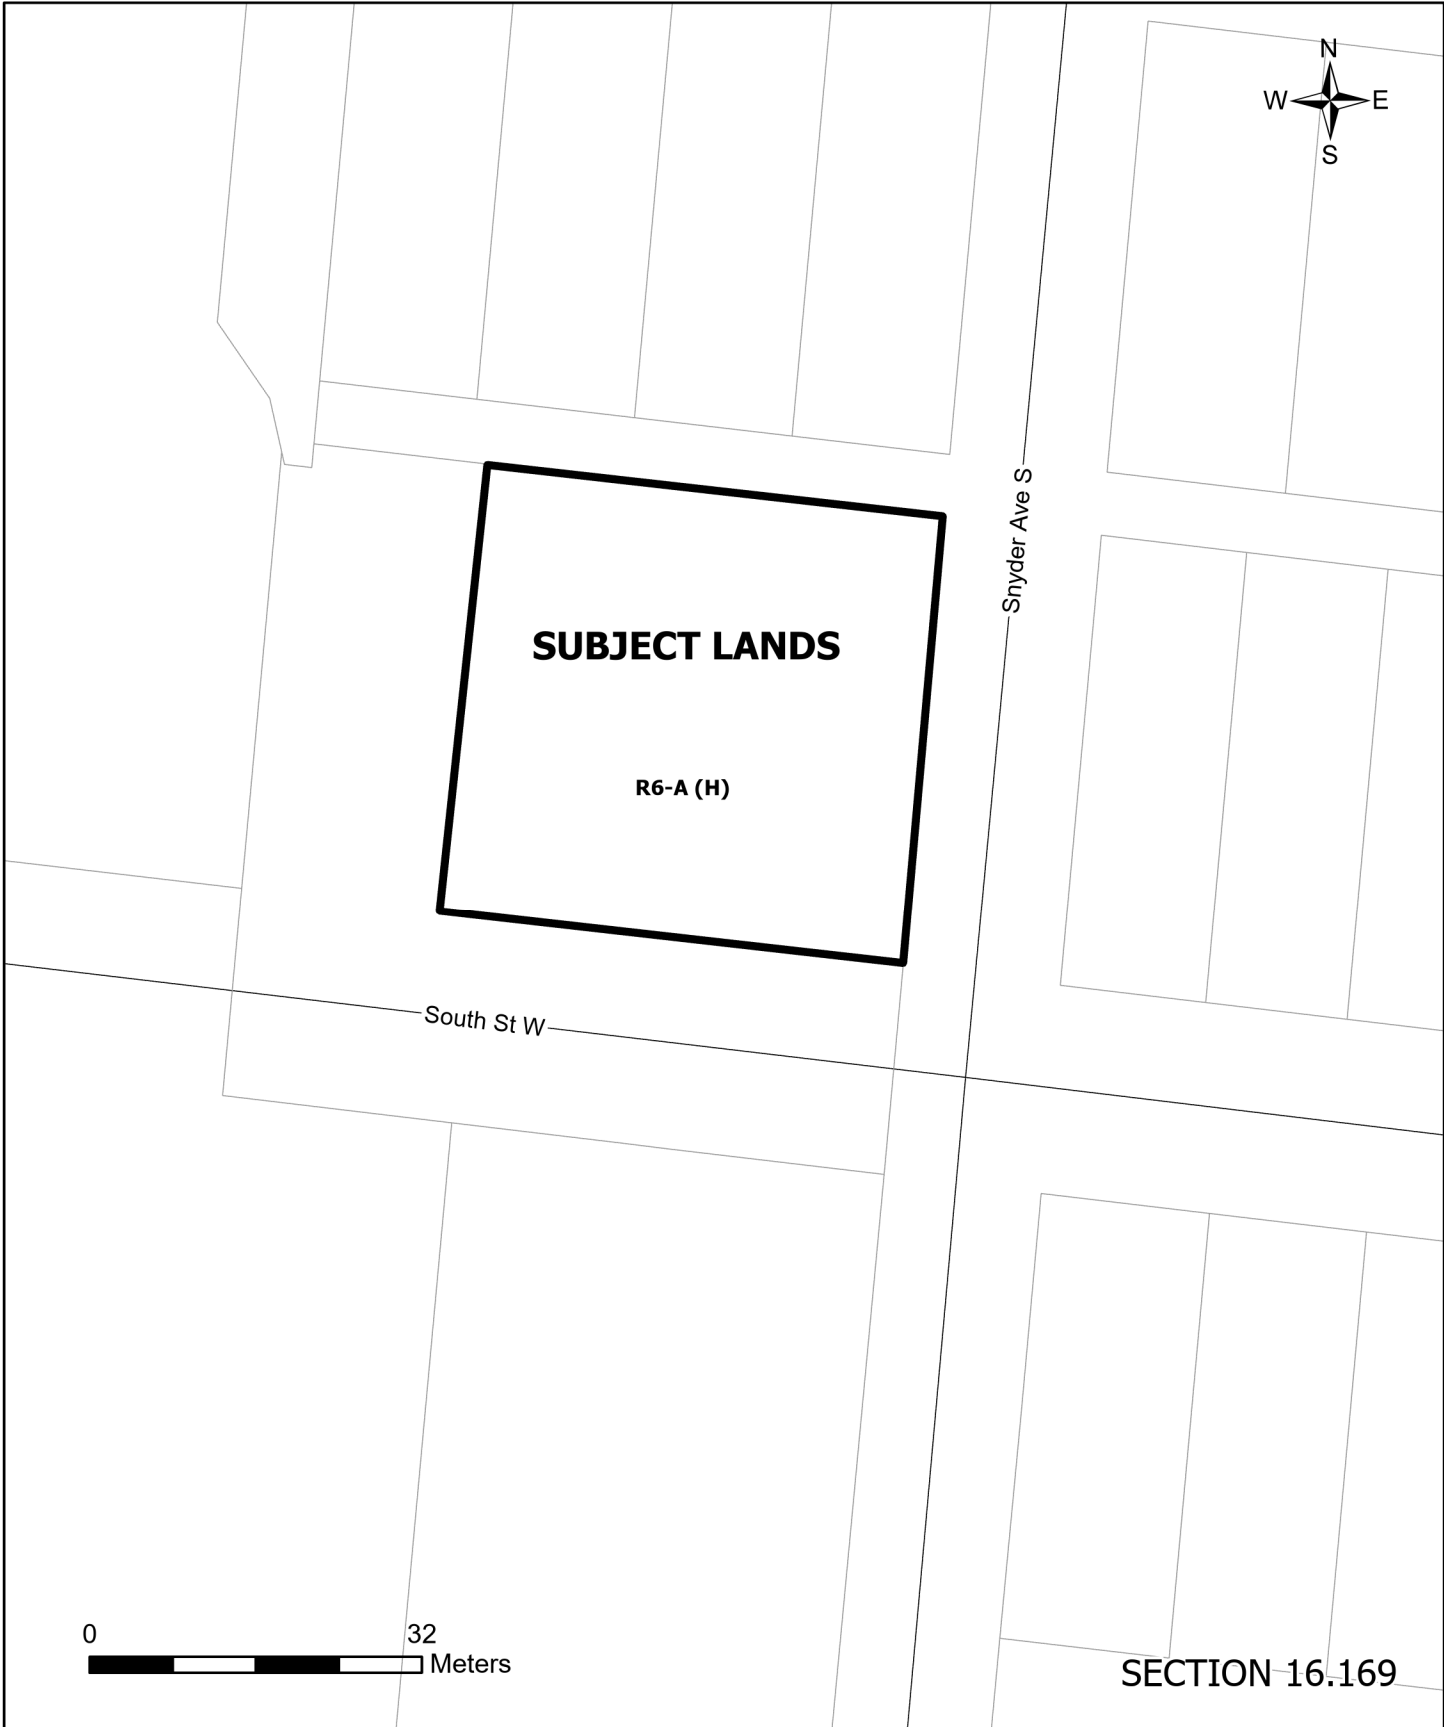 N
W E
S
Snyder Ave S
SUBJECT LANDS
R6-A (H)
South St W
0 32
Meters
SECTION 16.169